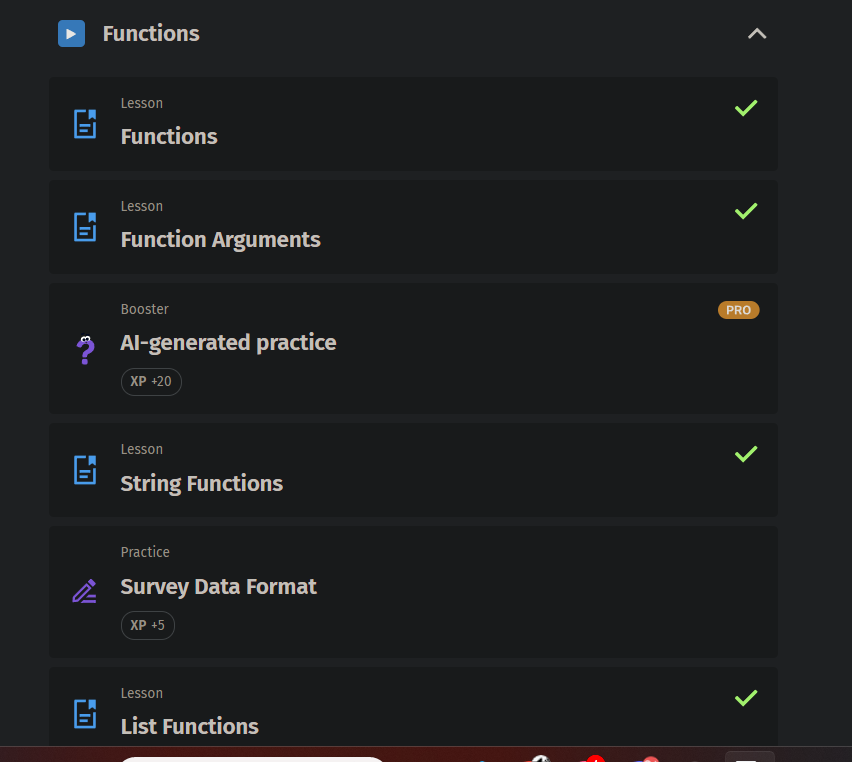 Functions
Lesson
Functions
Lesson
Function Arguments
Booster
PRO
AI-generated practice
XP +20
Lesson
String Functions
Practice
Survey Data Format
XP +5
Lesson
List Functions